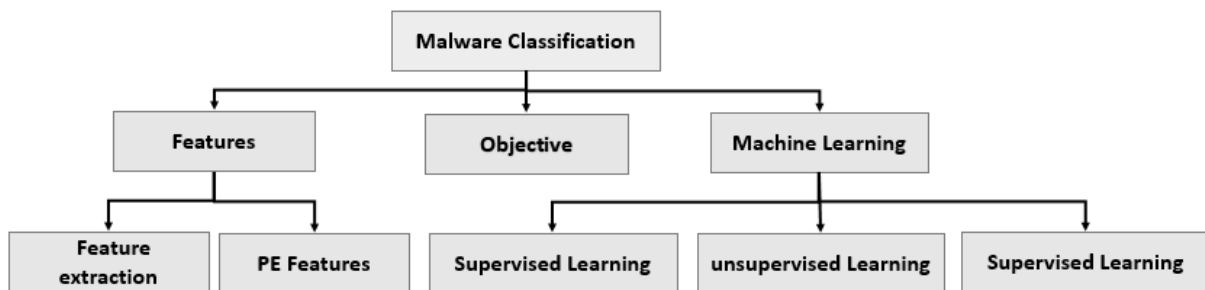 Malware Classification
Features
Objective
Machine Learning
Feature
extraction
PE Features
Supervised Learning
unsupervised Learning
Supervised Learning